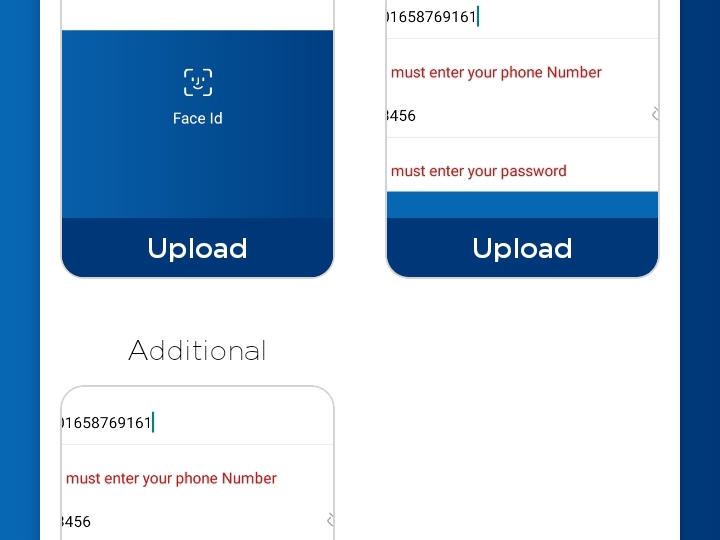 01658769161
must enter your phone Number
3456
must enter your password
Face Id
Upload
Upload
Additional
01658769161
must enter your phone Number
3456